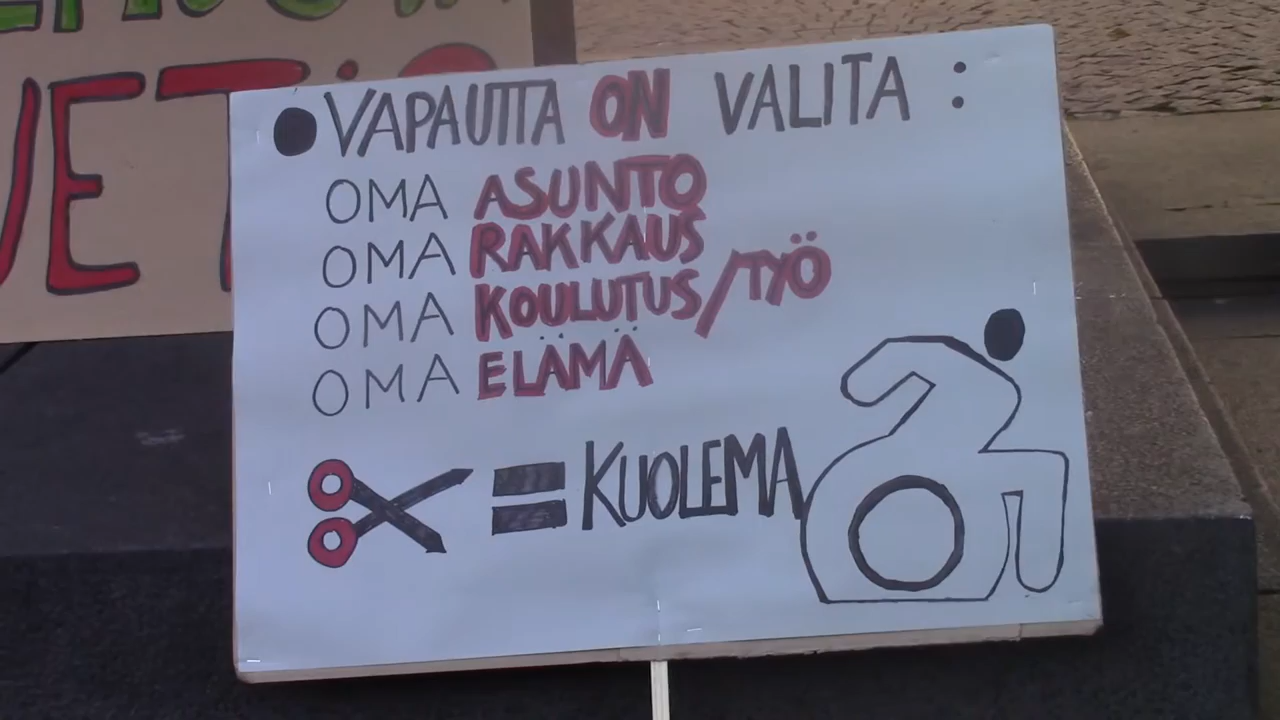 VAPAUTTA ON VALITA :
OMA ASUNTO
OMA RAKKAUS
OMA KOULUTUS/TYÖ
OMA ELÄMÄ
= KUOLEMA